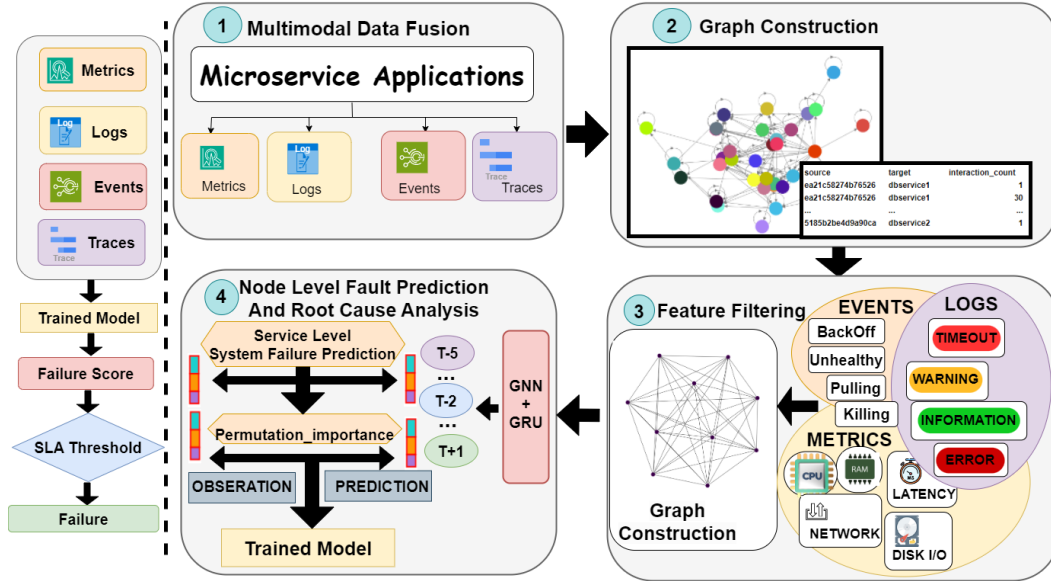 Metrics
Log
Logs
Events
Trace
Traces
Trained Model
Failure Score
SLA Threshold
Failure
1
Multimodal Data Fusion
Microservice Applications
Metrics
Log
Logs
Events
Trace
Traces
2
Graph Construction
source target interaction_count
ea21c58274b76526 dbservice1 1
ea21c58274b76526 dbservice1 30
... ... ...
5185b2be4d9a90ca dbservice2 1
3
Feature Filtering
Graph
Construction
EVENTS
BackOff
Unhealthy
Pulling
Killing
LOGS
TIMEOUT
WARNING
INFORMATION
ERROR
METRICS
CPU
RAM
LATENCY
NETWORK
DISK I/O
4
Node Level Fault Prediction
And Root Cause Analysis
Service Level
System Failure Prediction
Permutation_importance
OBSERATION
PREDICTION
Trained Model
T-5
...
T-2
...
T+1
GNN
+
GRU